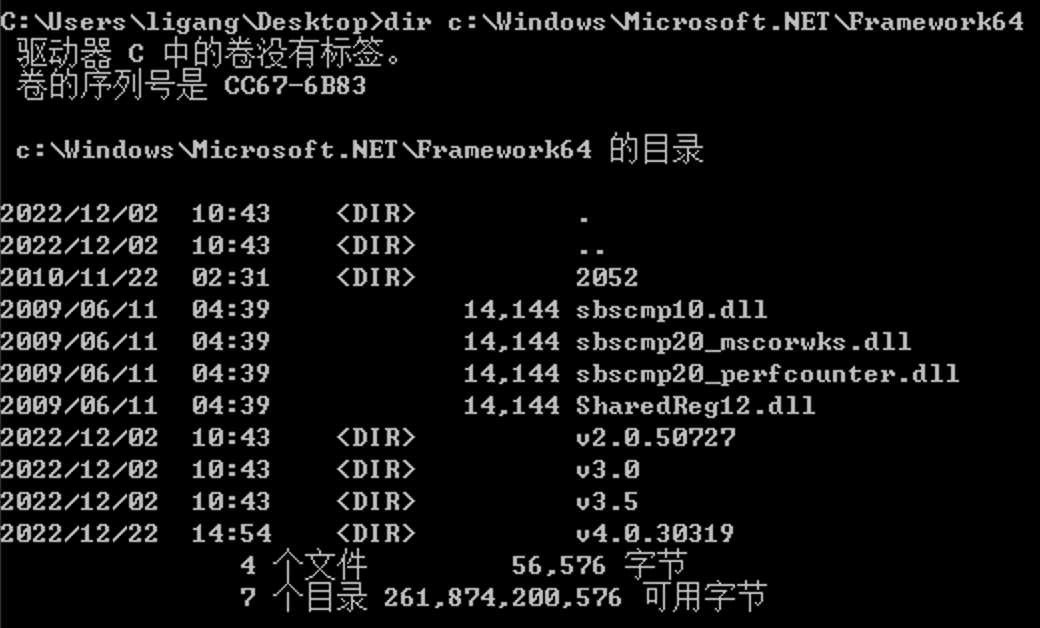 C:\Users\ligang\Desktop>dir c:\Windows\Microsoft.NET\Framework64
驱动器 C 中的卷没有标签。
卷的序列号是 CC67-6B83
c:\Windows\Microsoft.NET\Framework64 的目录
2022/12/02  10:43    <DIR>          .
2022/12/02  10:43    <DIR>          ..
2010/11/22  02:31    <DIR>          2052
2009/06/11  04:39            14,144 sbscmp10.dll
2009/06/11  04:39            14,144 sbscmp20_mscorwks.dll
2009/06/11  04:39            14,144 sbscmp20_perfcounter.dll
2009/06/11  04:39            14,144 SharedReg12.dll
2022/12/02  10:43    <DIR>          v2.0.50727
2022/12/02  10:43    <DIR>          v3.0
2022/12/02  10:43    <DIR>          v3.5
2022/12/22  14:54    <DIR>          v4.0.30319
4 个文件         56,576 字节
7 个目录 261,874,200,576 可用字节